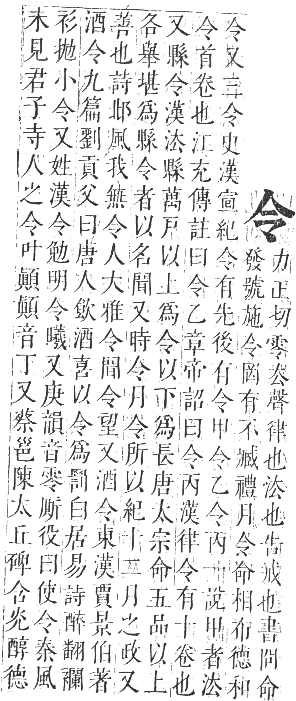 令
力正切零去聲律也法也告戒也書冏命
發號施令罔有不臧禮月令命相布德和
令又三令史漢宣紀令有先後有令甲令乙令丙一說甲者法
令首卷也江充傳註曰令乙章帝詔曰令丙漢律令有十卷也
又縣令漢法縣萬戶以上爲令以下爲長唐太宗命五品以上
各舉堪爲縣令者以名聞又時令月令所以紀十二月之政又
善也詩邶風我無令人大雅令聞令望又酒令東漢賈景伯著
酒令九篇劉貢父曰唐人飲酒喜以令爲罰白居易詩醉翻襴
衫抛小令又姓漢令勉明令曦又庚韻音零厮役曰使令秦風
未見君子寺人之令叶顛顛音丁又蔡邕陳太丘碑含炎醇德